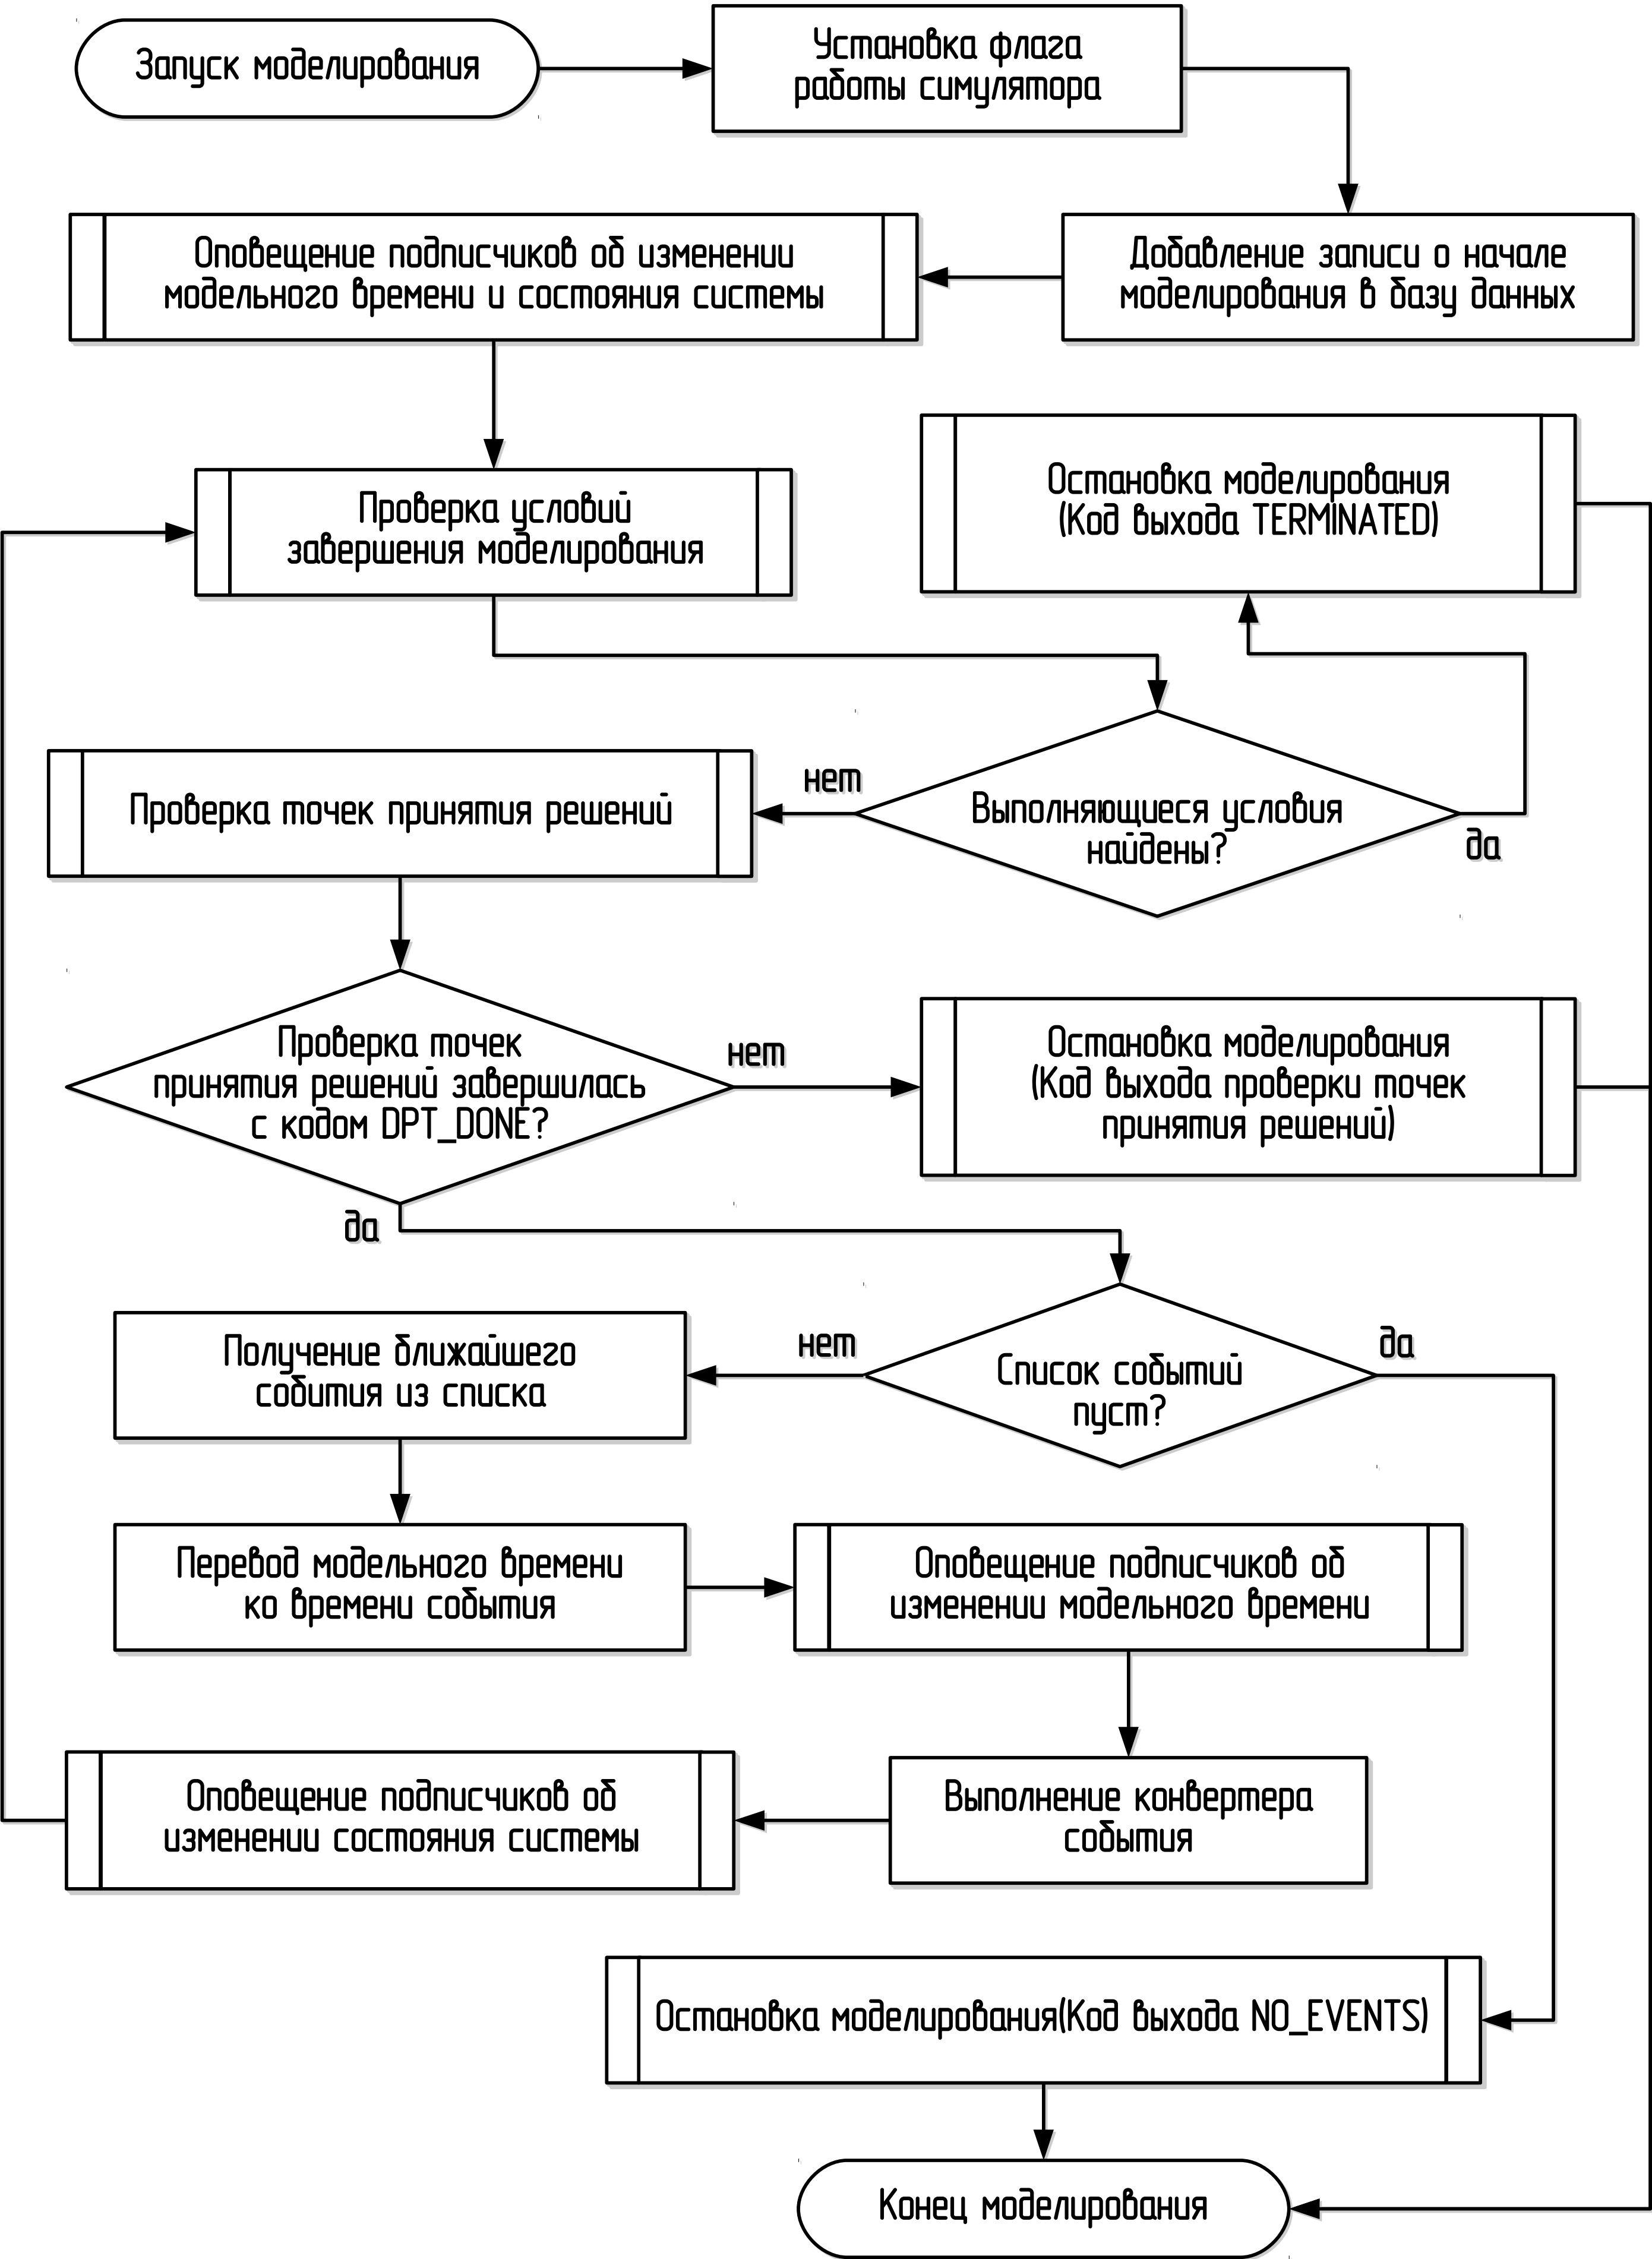 Запуск моделирования
Установка флага
работы симулятора
Добавление записи о начале
моделирования в базу данных
Оповещение подписчиков об изменении
модельного времени и состояния системы
Проверка условий
завершения моделирования
Остановка моделирования
(Код выхода TERMINATED)
Выполняющиеся условия
найдены?
нет
да
Проверка точек принятия решений
Проверка точек
принятия решений завершилась
с кодом DPT_DONE?
нет
да
Остановка моделирования
(Код выхода проверки точек
принятия решений)
Список событий
пуст?
нет
да
Получение ближайшего
события из списка
Перевод модельного времени
ко времени события
Оповещение подписчиков об
изменении модельного времени
Выполнение конвертера
события
Оповещение подписчиков об
изменении состояния системы
Остановка моделирования(Код выхода NO_EVENTS)
Конец моделирования